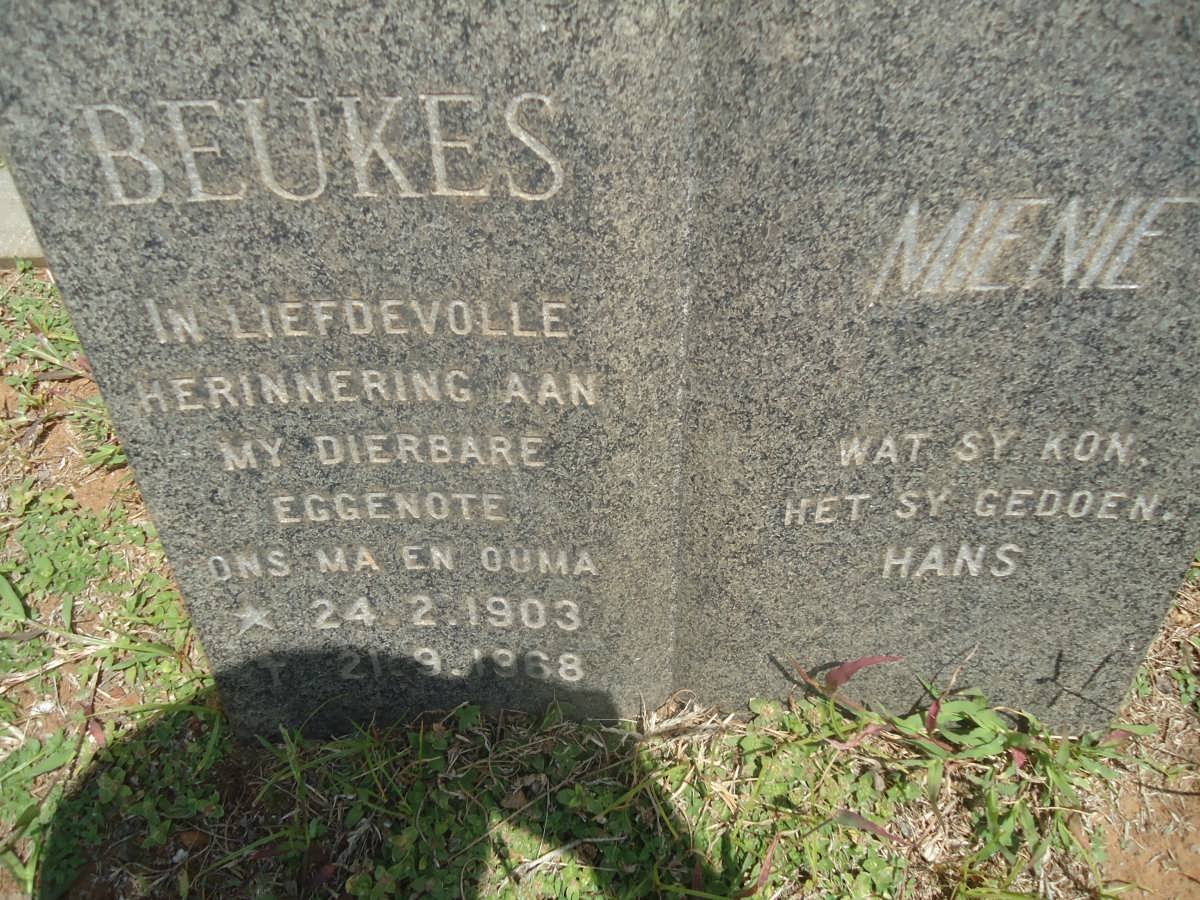 BEUKES
IN LIEFDEVOLLE
HERINNERING AAN
MY DIERBARE
EGGENOTE
ONS MA EN OUMA
★ 24.2.1903
† 21.9.1968
MIENIE
WAT SY KON,
HET SY GEDOEN.
HANS